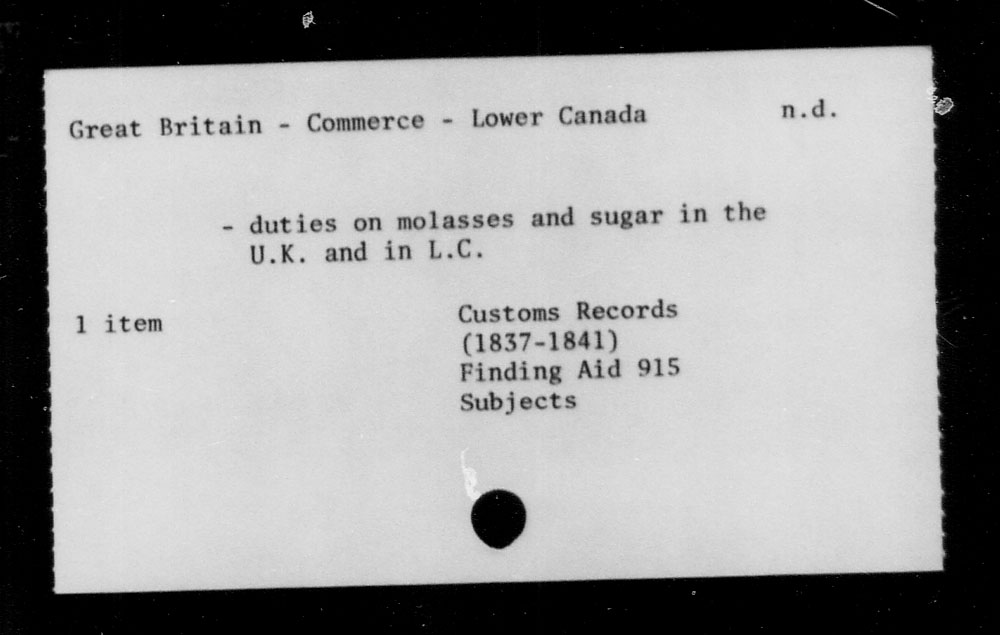 Great Britain - Commerce - Lower Canada n.d.
- duties on molasses and sugar in the
U.K. and in L.C.
1 item
Customs Records
(1837-1841)
Finding Aid 915
Subjects